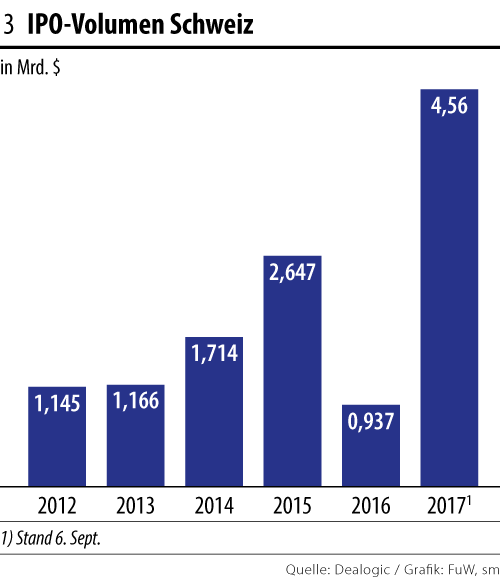 3 IPO-Volumen Schweiz
in Mrd. $
4,56
2,647
1,714
1,145
1,166
0,937
2012 2013 2014 2015 2016 2017¹
1) Stand 6. Sept.
Quelle: Dealogic / Grafik: FuW, sm